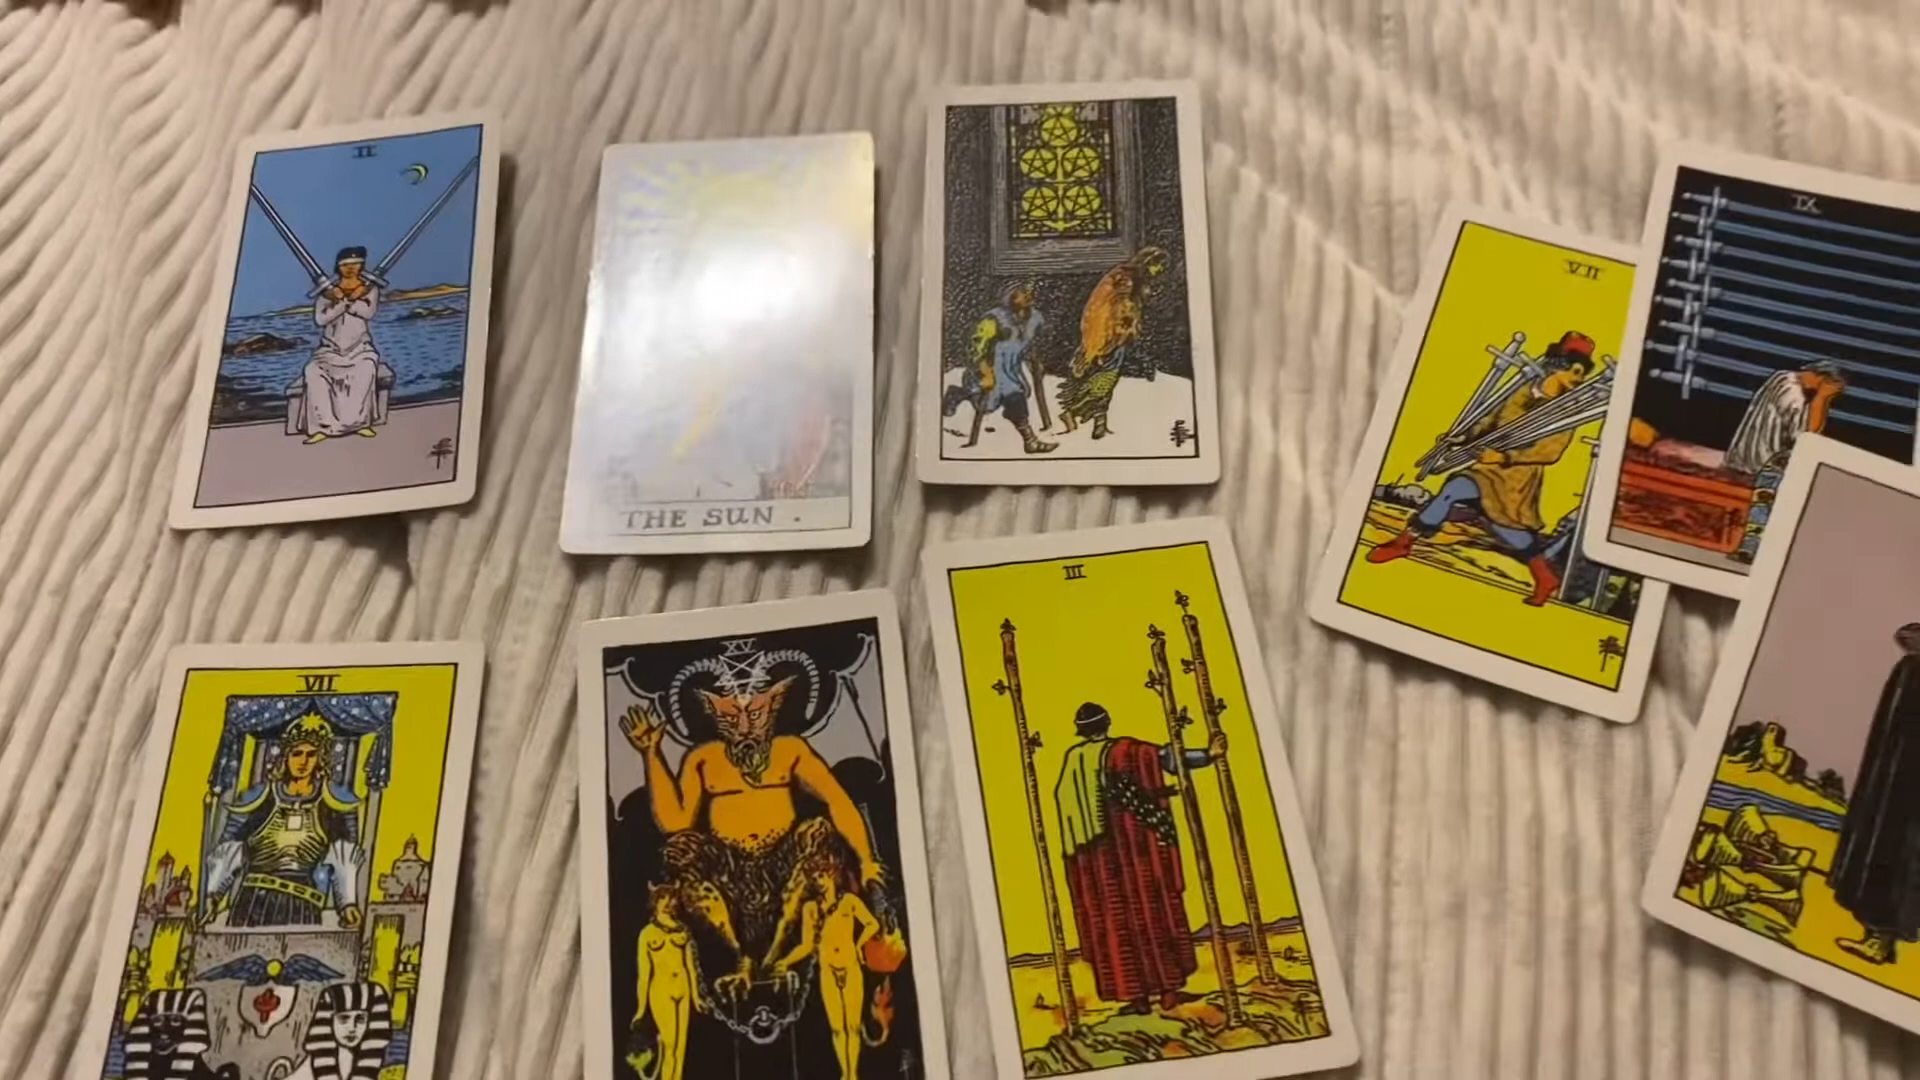 II
THE SUN .
VII
IX
VII
XV
III